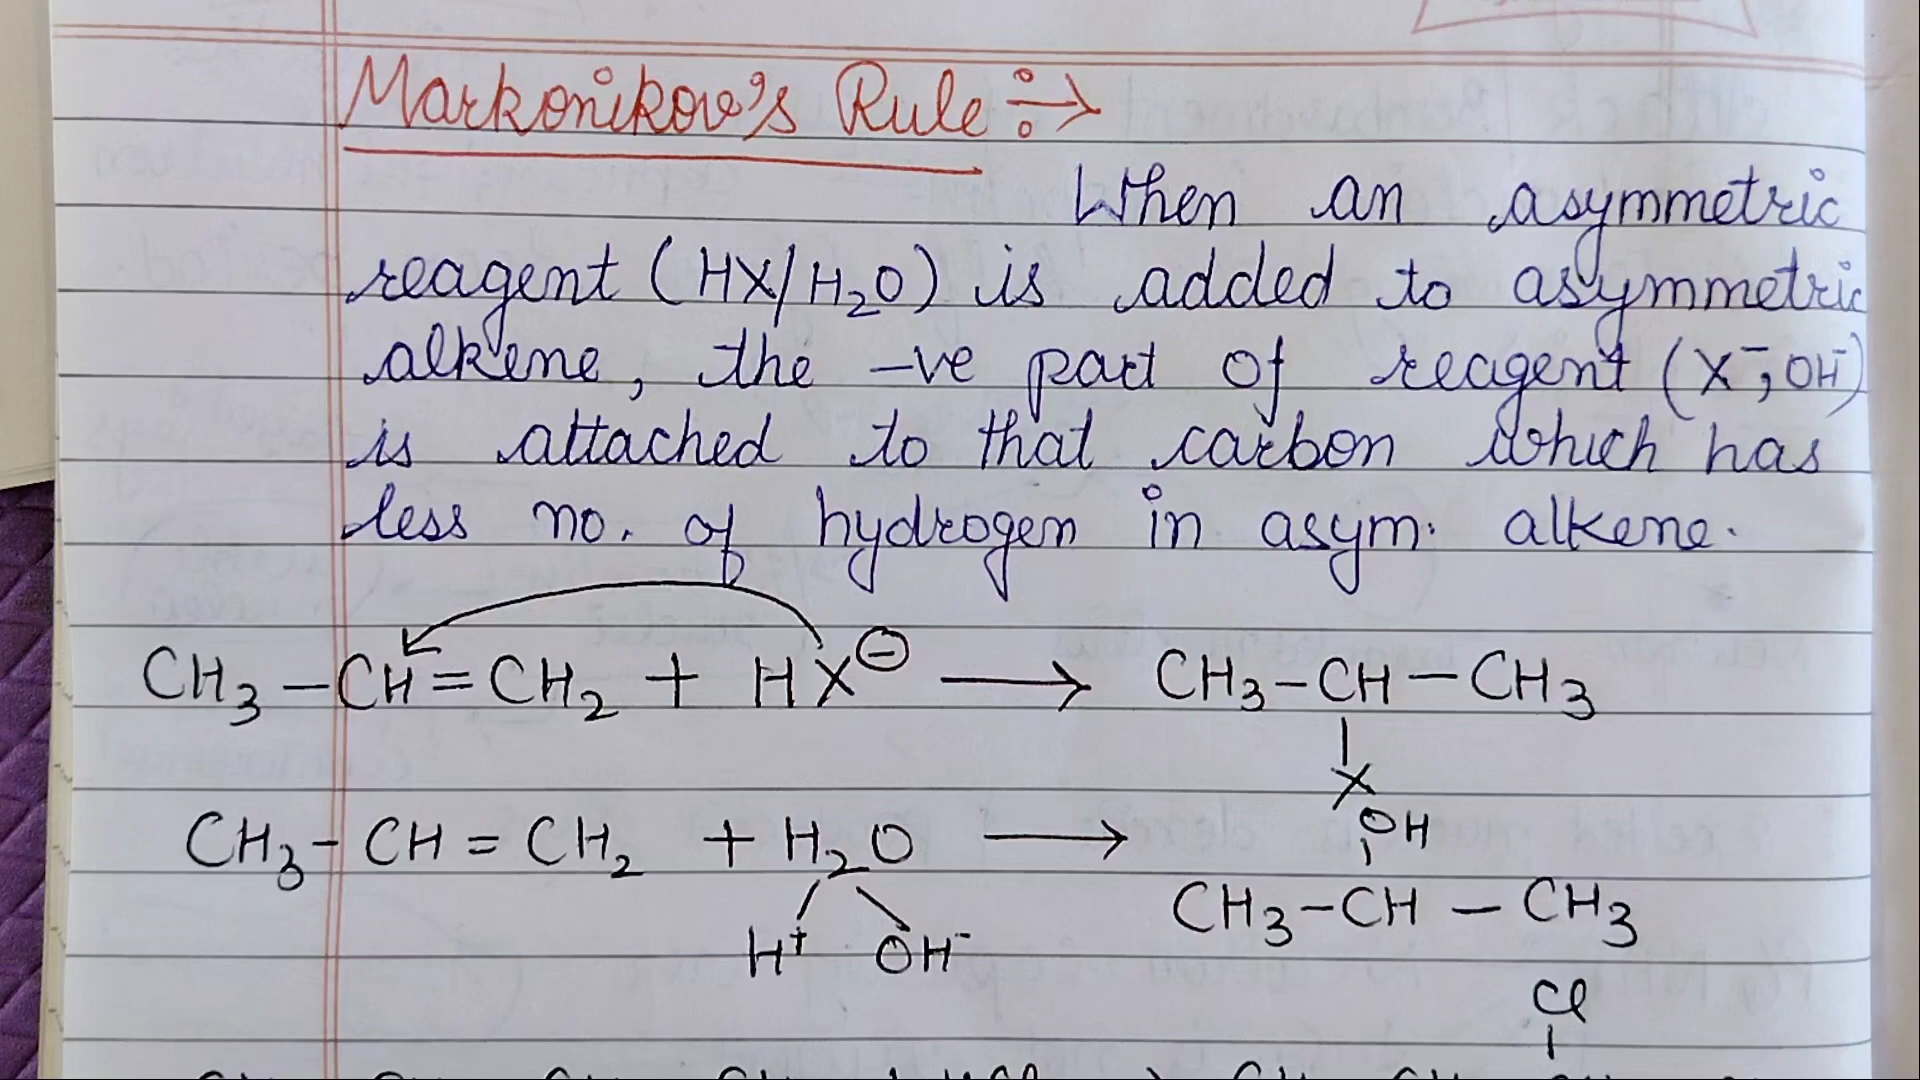 Markonikov's Rule :→
When an asymmetric
reagent (HX/H₂O) is added to asymmetric
alkene, the -ve part of reagent (X⁻, OH⁻)
is attached to that carbon which has
less no. of hydrogen in asym. alkene.
CH₃-CH=CH₂ + HX⊖ → CH₃-CH-CH₃
X
OH
CH₃-CH=CH₂ + H₂O →
CH₃-CH-CH₃
H⁺ OH⁻
Cl